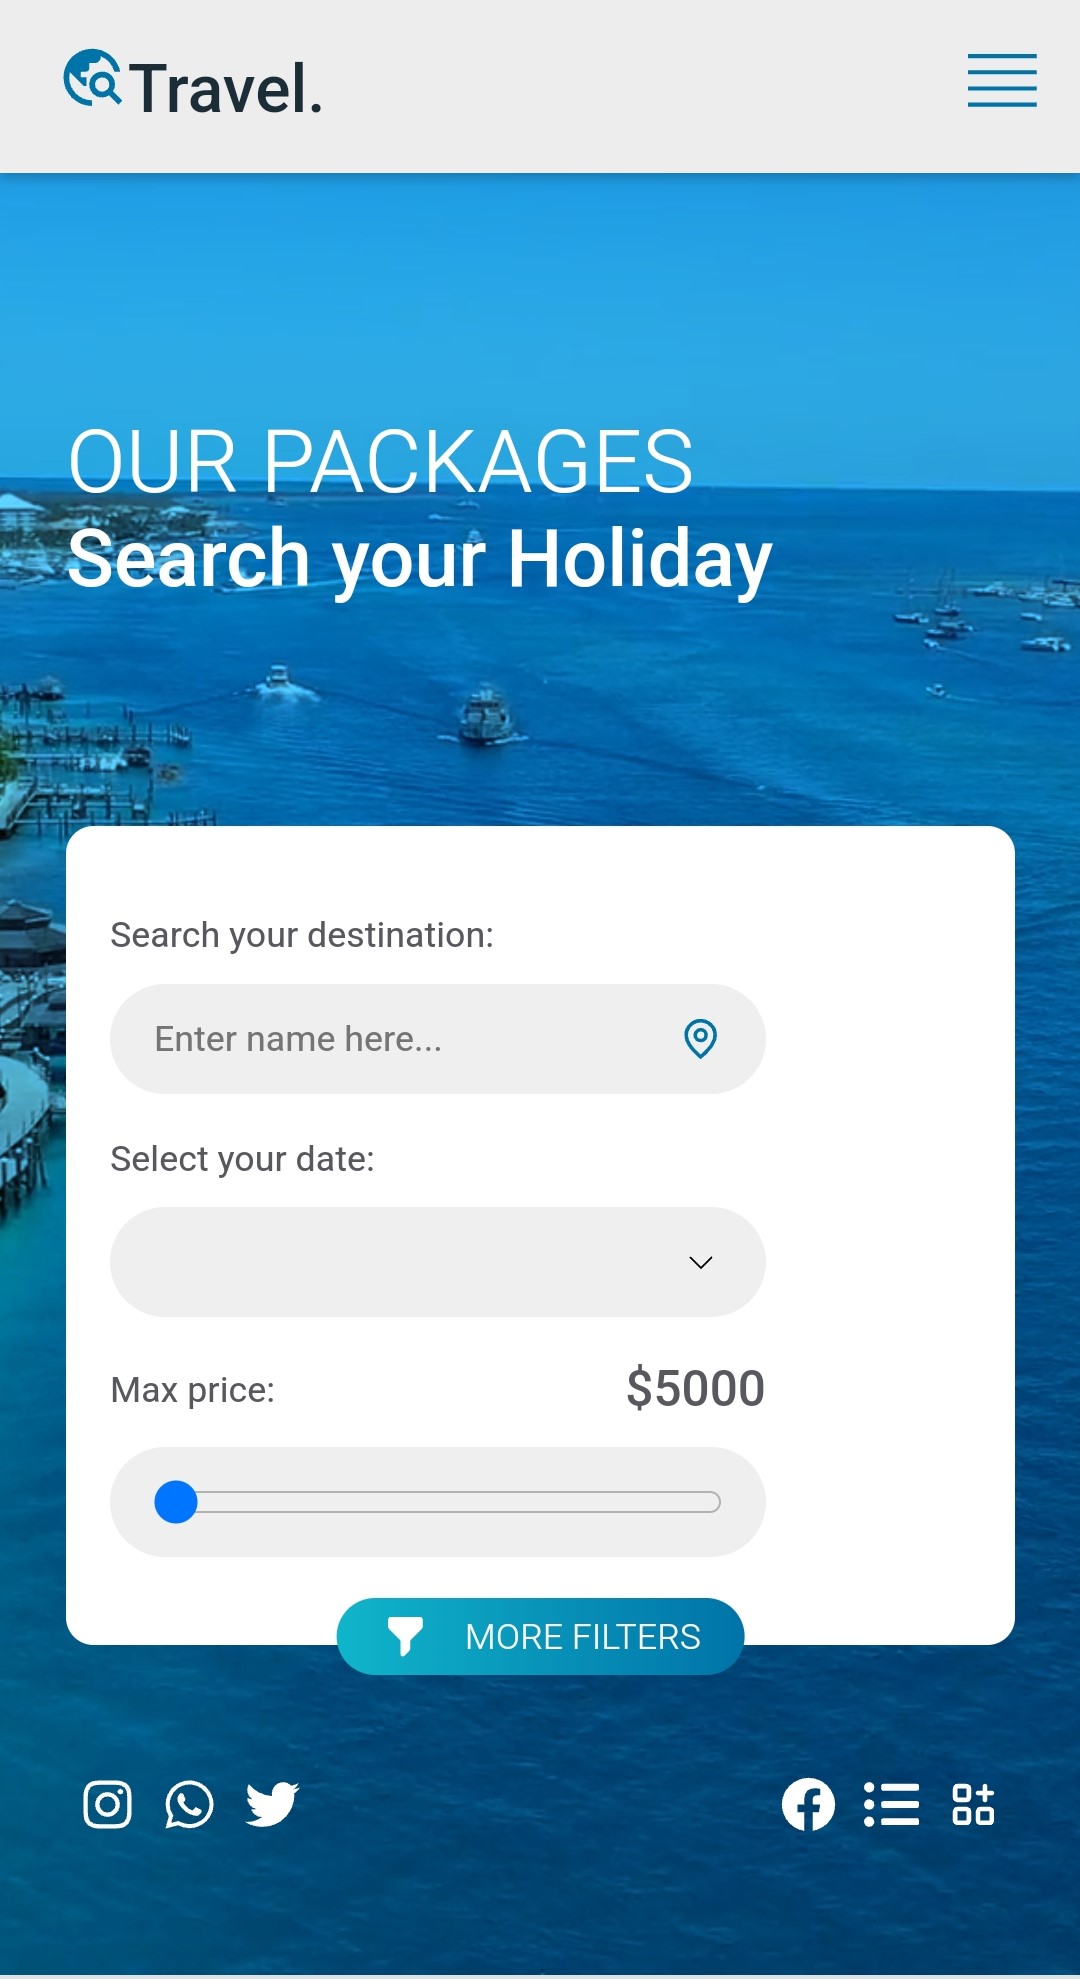 Travel.
OUR PACKAGES
Search your Holiday
Search your destination:
Enter name here...
Select your date:
Max price: $5000
MORE FILTERS